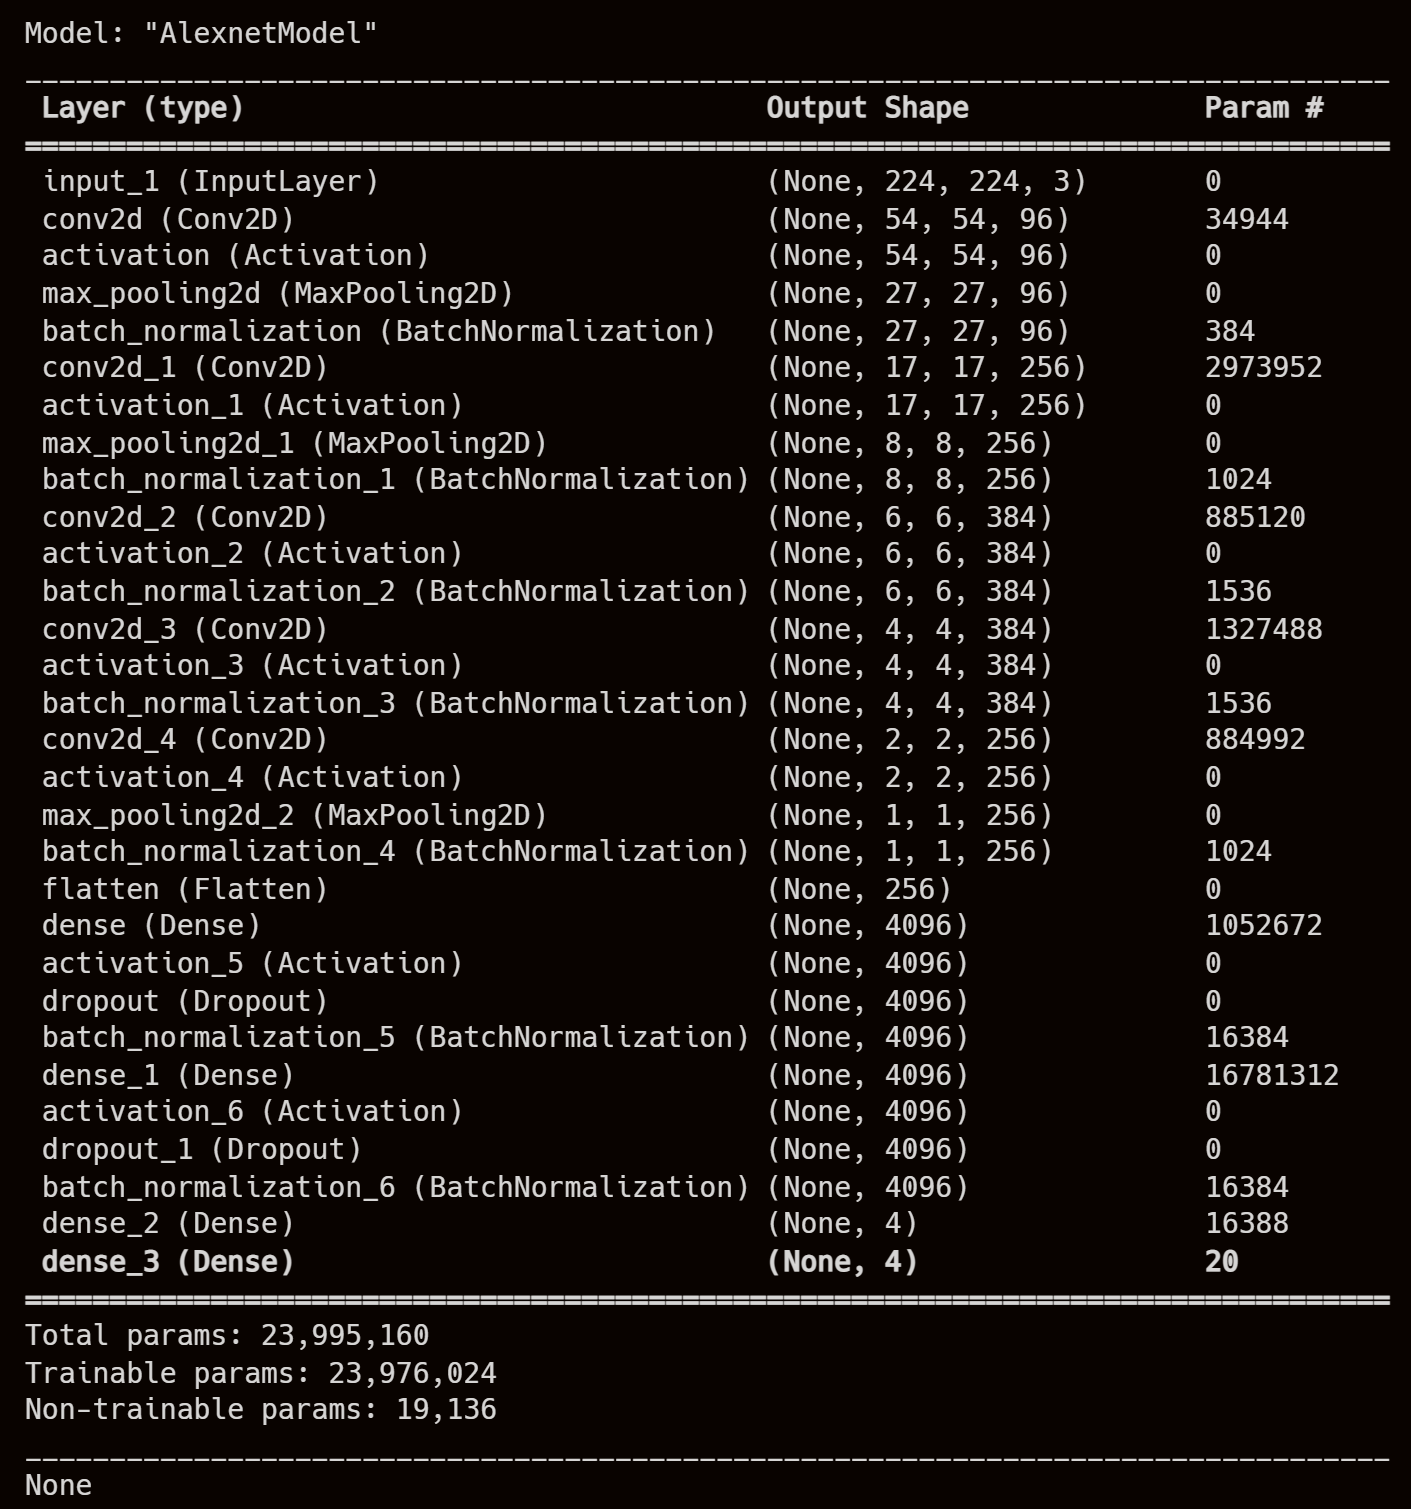 Model: "AlexnetModel"
Layer (type) Output Shape Param #
input_1 (InputLayer) (None, 224, 224, 3) 0
conv2d (Conv2D) (None, 54, 54, 96) 34944
activation (Activation) (None, 54, 54, 96) 0
max_pooling2d (MaxPooling2D) (None, 27, 27, 96) 0
batch_normalization (BatchNormalization) (None, 27, 27, 96) 384
conv2d_1 (Conv2D) (None, 17, 17, 256) 2973952
activation_1 (Activation) (None, 17, 17, 256) 0
max_pooling2d_1 (MaxPooling2D) (None, 8, 8, 256) 0
batch_normalization_1 (BatchNormalization) (None, 8, 8, 256) 1024
conv2d_2 (Conv2D) (None, 6, 6, 384) 885120
activation_2 (Activation) (None, 6, 6, 384) 0
batch_normalization_2 (BatchNormalization) (None, 6, 6, 384) 1536
conv2d_3 (Conv2D) (None, 4, 4, 384) 1327488
activation_3 (Activation) (None, 4, 4, 384) 0
batch_normalization_3 (BatchNormalization) (None, 4, 4, 384) 1536
conv2d_4 (Conv2D) (None, 2, 2, 256) 884992
activation_4 (Activation) (None, 2, 2, 256) 0
max_pooling2d_2 (MaxPooling2D) (None, 1, 1, 256) 0
batch_normalization_4 (BatchNormalization) (None, 1, 1, 256) 1024
flatten (Flatten) (None, 256) 0
dense (Dense) (None, 4096) 1052672
activation_5 (Activation) (None, 4096) 0
dropout (Dropout) (None, 4096) 0
batch_normalization_5 (BatchNormalization) (None, 4096) 16384
dense_1 (Dense) (None, 4096) 16781312
activation_6 (Activation) (None, 4096) 0
dropout_1 (Dropout) (None, 4096) 0
batch_normalization_6 (BatchNormalization) (None, 4096) 16384
dense_2 (Dense) (None, 4) 16388
dense_3 (Dense) (None, 4) 20
Total params: 23,995,160
Trainable params: 23,976,024
Non-trainable params: 19,136
None